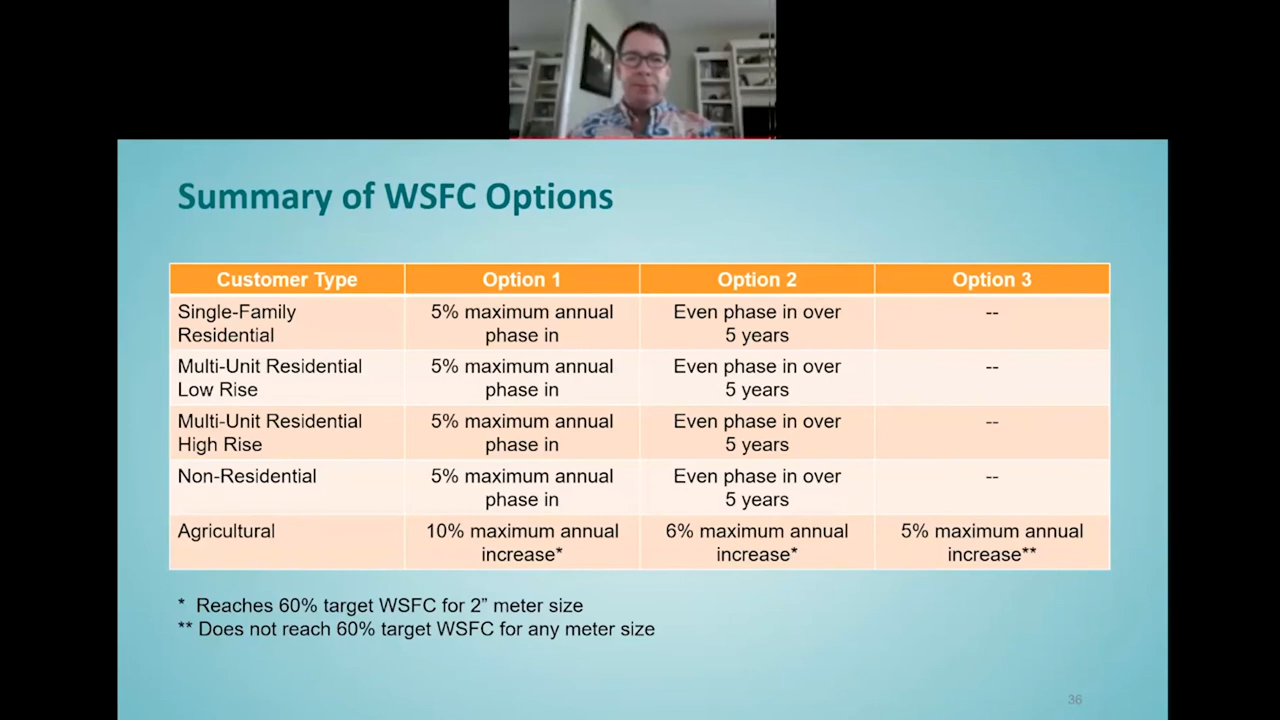 Summary of WSFC Options
Customer Type Option 1 Option 2 Option 3
Single-Family 5% maximum annual Even phase in over --
Residential phase in 5 years
Multi-Unit Residential 5% maximum annual Even phase in over --
Low Rise phase in 5 years
Multi-Unit Residential 5% maximum annual Even phase in over --
High Rise phase in 5 years
Non-Residential 5% maximum annual Even phase in over --
phase in 5 years
Agricultural 10% maximum annual 6% maximum annual 5% maximum annual
increase* increase* increase**
* Reaches 60% target WSFC for 2” meter size
** Does not reach 60% target WSFC for any meter size
36